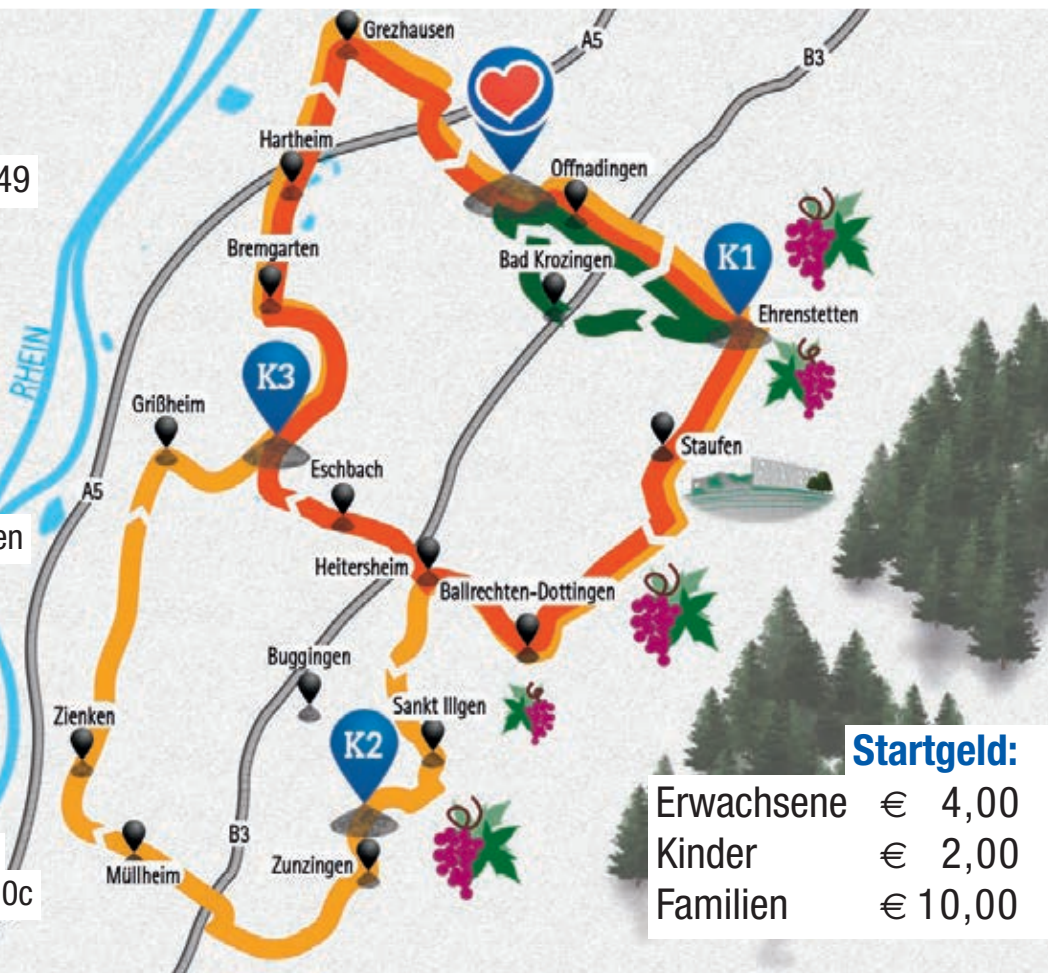 Grezhausen
A5
B3
Hartheim
49
Offnadingen
Bremgarten
Bad Krozingen
K1
Ehrenstetten
RHEIN
K3
Grißheim
Staufen
Eschbach
A5
en
Heitersheim
Ballrechten-Dottingen
Buggingen
Sankt Illgen
Zienken
K2
Startgeld:
Erwachsene € 4,00
Kinder € 2,00
Familien € 10,00
B3
Zunzingen
Müllheim
0c